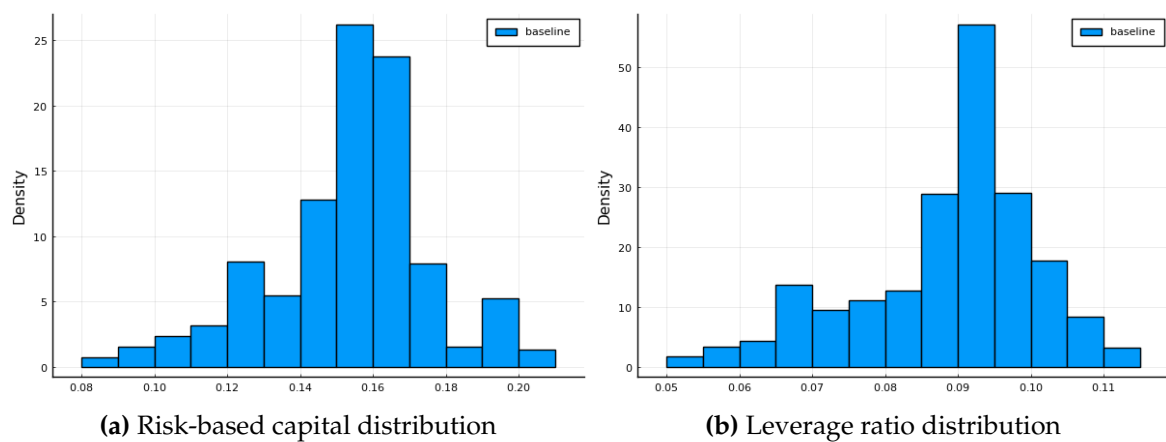 baseline
Density
25
20
15
10
5
0
0.08 0.10 0.12 0.14 0.16 0.18 0.20
(a) Risk-based capital distribution
baseline
Density
50
40
30
20
10
0
0.05 0.06 0.07 0.08 0.09 0.10 0.11
(b) Leverage ratio distribution